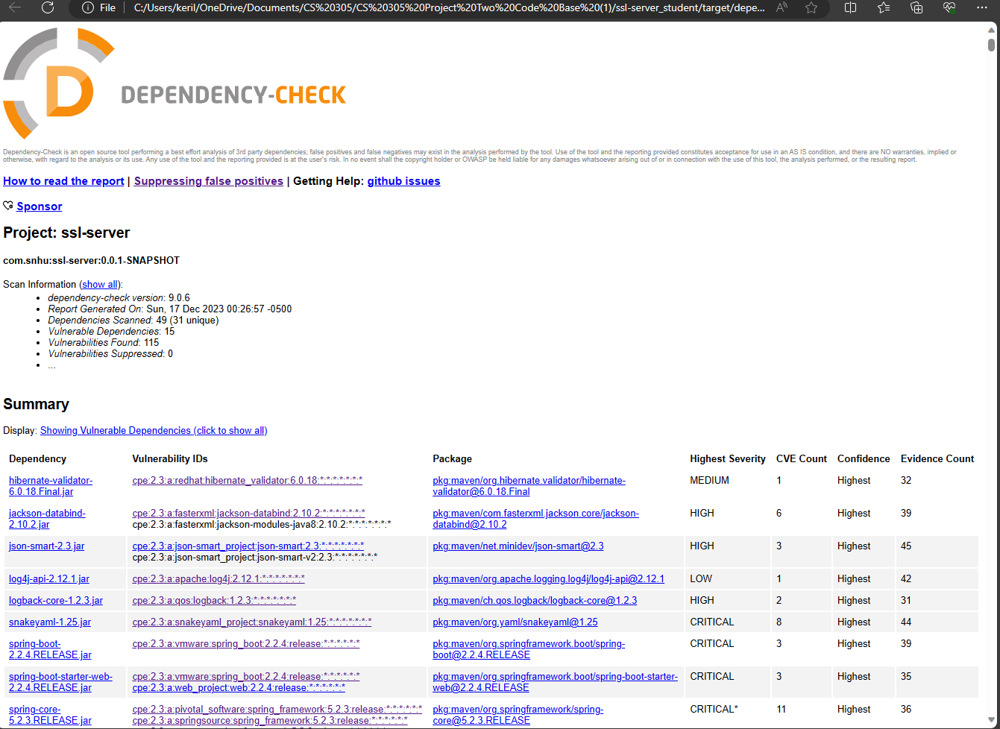 File
C:/Users/keril/OneDrive/Documents/CS%20305/CS%20305%20Project%20Two%20Code%20Base%20(1)/ssl-server_student/target/depe...
D
DEPENDENCY-CHECK
Dependency-Check is an open source tool performing a best effort analysis of 3rd party dependencies; false positives and false negatives may exist in the analysis performed by the tool. Use of the tool and the reporting provided constitutes acceptance for use in an AS IS condition, and there are NO warranties, implied or
otherwise, with regard to the analysis or its use. Any use of the tool and the reporting provided is at the user's risk. In no event shall the copyright holder or OWASP be held liable for any damages whatsoever arising out of or in connection with the use of this tool, the analysis performed, or the resulting report.
How to read the report | Suppressing false positives | Getting Help: github issues
Sponsor
Project: ssl-server
com.snhu:ssl-server:0.0.1-SNAPSHOT
Scan Information (show all):
• dependency-check version: 9.0.6
• Report Generated On: Sun, 17 Dec 2023 00:26:57 -0500
• Dependencies Scanned: 49 (31 unique)
• Vulnerable Dependencies: 15
• Vulnerabilities Found: 115
• Vulnerabilities Suppressed: 0
• ...
Summary
Display: Showing Vulnerable Dependencies (click to show all)
Dependency Vulnerability IDs Package Highest Severity CVE Count Confidence Evidence Count
hibernate-validator- cpe:2.3:a:redhat:hibernate_validator:6.0.18:*:*:*:*:*:*:* pkg:maven/org.hibernate.validator/hibernate- MEDIUM 1 Highest 32
6.0.18.Final.jar validator@6.0.18.Final
jackson-databind- cpe:2.3:a:fasterxml:jackson-databind:2.10.2:*:*:*:*:*:*:* pkg:maven/com.fasterxml.jackson.core/jackson- HIGH 6 Highest 39
2.10.2.jar cpe:2.3:a:fasterxml:jackson-modules-java8:2.10.2:*:*:*:*:*:*:* databind@2.10.2
json-smart-2.3.jar cpe:2.3:a:json-smart_project:json-smart:2.3:*:*:*:*:*:*:* pkg:maven/net.minidev/json-smart@2.3 HIGH 3 Highest 45
cpe:2.3:a:json-smart_project:json-smart-v2:2.3:*:*:*:*:*:*:*
log4j-api-2.12.1.jar cpe:2.3:a:apache:log4j:2.12.1:*:*:*:*:*:*:* pkg:maven/org.apache.logging.log4j/log4j-api@2.12.1 LOW 1 Highest 42
logback-core-1.2.3.jar cpe:2.3:a:qos:logback:1.2.3:*:*:*:*:*:*:* pkg:maven/ch.qos.logback/logback-core@1.2.3 HIGH 2 Highest 31
snakeyaml-1.25.jar cpe:2.3:a:snakeyaml_project:snakeyaml:1.25:*:*:*:*:*:*:* pkg:maven/org.yaml/snakeyaml@1.25 CRITICAL 8 Highest 44
spring-boot- cpe:2.3:a:vmware:spring_boot:2.2.4:release:*:*:*:*:*:* pkg:maven/org.springframework.boot/spring- CRITICAL 3 Highest 39
2.2.4.RELEASE.jar boot@2.2.4.RELEASE
spring-boot-starter-web- cpe:2.3:a:vmware:spring_boot:2.2.4:release:*:*:*:*:*:* pkg:maven/org.springframework.boot/spring-boot-starter- CRITICAL 3 Highest 35
2.2.4.RELEASE.jar cpe:2.3:a:web_project:web:2.2.4:release:*:*:*:*:*:* web@2.2.4.RELEASE
spring-core- cpe:2.3:a:pivotal_software:spring_framework:5.2.3:release:*:*:*:*:*:* pkg:maven/org.springframework/spring- CRITICAL* 11 Highest 36
5.2.3.RELEASE.jar cpe:2.3:a:springsource:spring_framework:5.2.3:release:*:*:*:*:*:* core@5.2.3.RELEASE